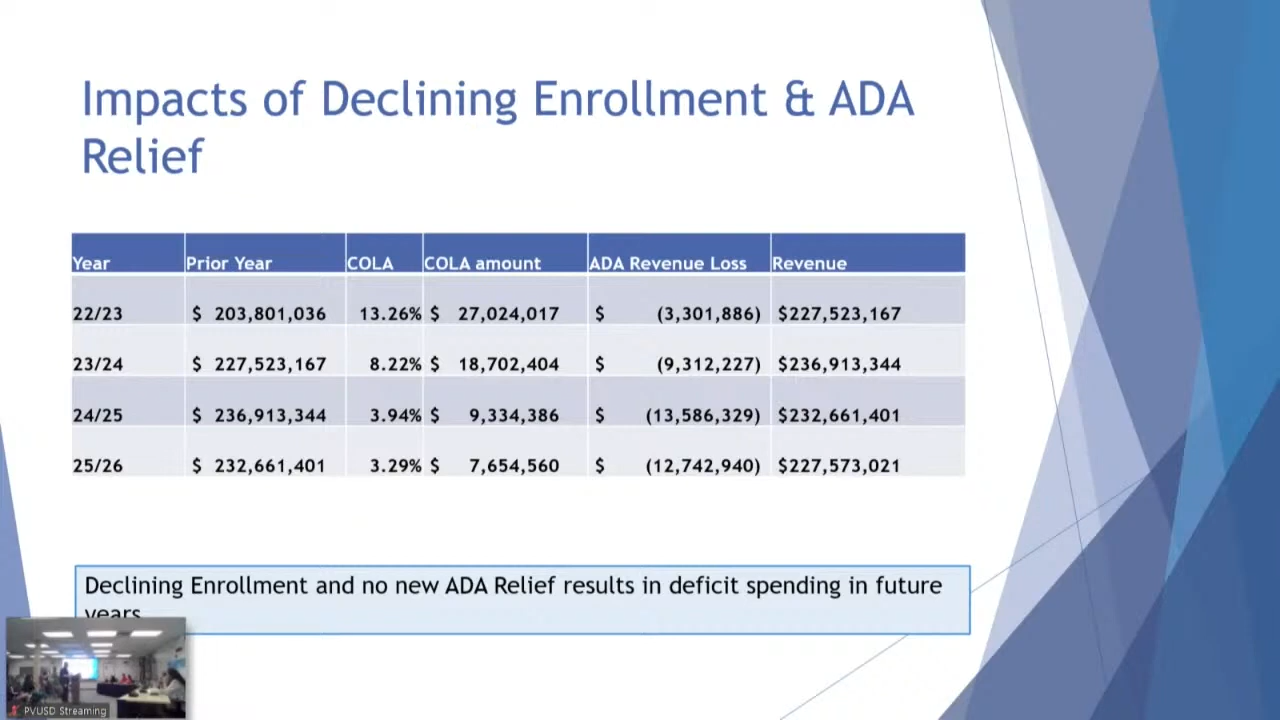 Impacts of Declining Enrollment & ADA
Relief
Year Prior Year COLA COLA amount ADA Revenue Loss Revenue
22/23 $ 203,801,036 13.26% $ 27,024,017 $ (3,301,886) $227,523,167
23/24 $ 227,523,167 8.22% $ 18,702,404 $ (9,312,227) $236,913,344
24/25 $ 236,913,344 3.94% $ 9,334,386 $ (13,586,329) $232,661,401
25/26 $ 232,661,401 3.29% $ 7,654,560 $ (12,742,940) $227,573,021
Declining Enrollment and no new ADA Relief results in deficit spending in future
years
PVUSD Streaming